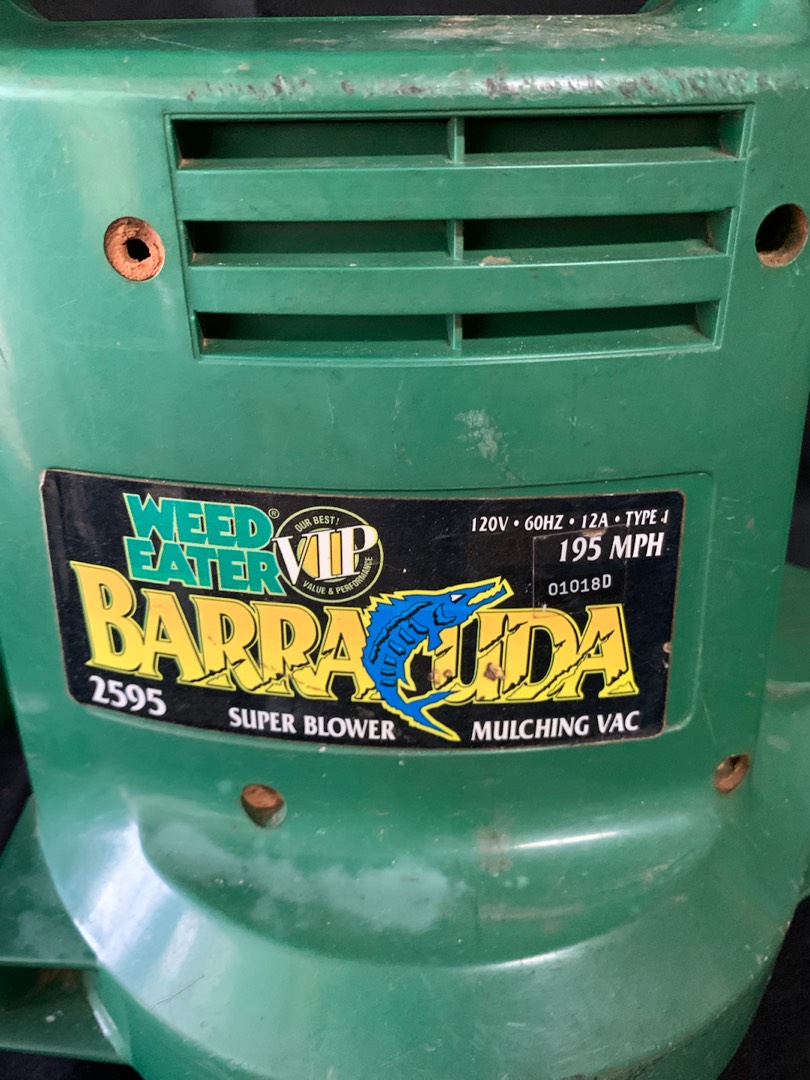 WEED EATER®
OUR BEST!
VIP
VALUE & PERFORMANCE
120V • 60HZ • 12A • TYPE 1
195 MPH
01018D
BARRACUDA
2595
SUPER BLOWER MULCHING VAC